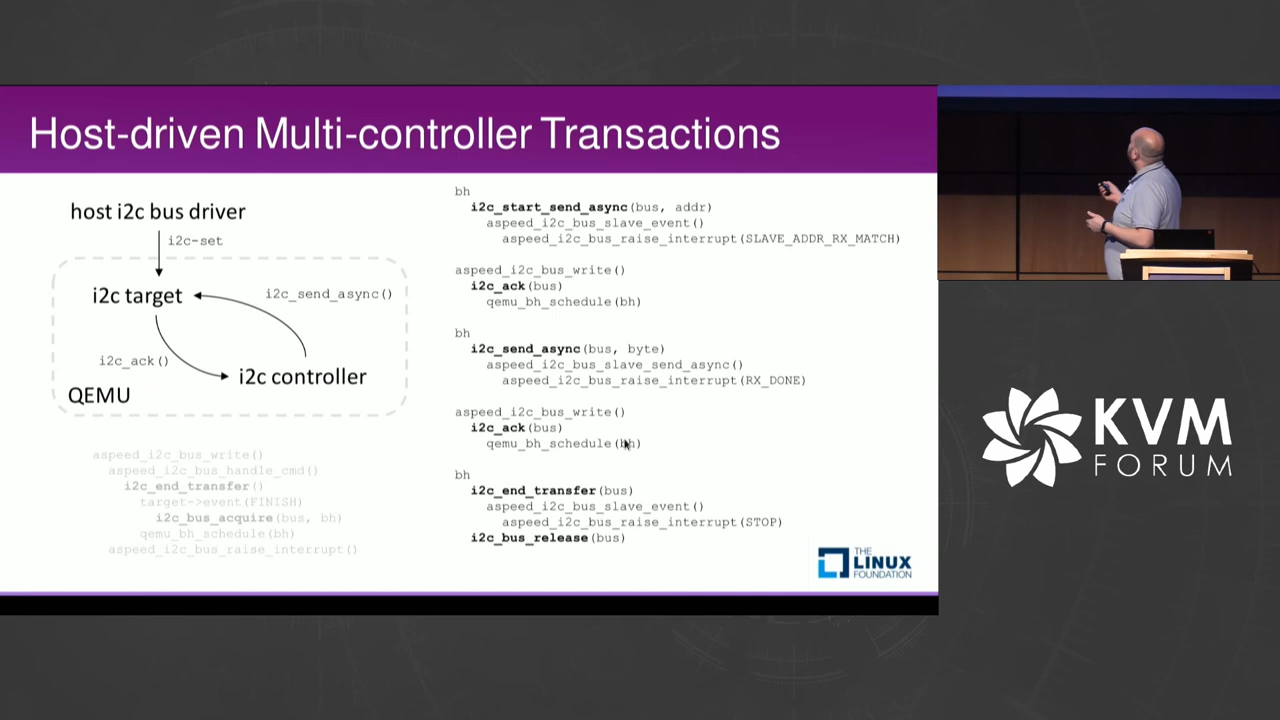 Host-driven Multi-controller Transactions
host i2c bus driver
i2c-set
i2c target
i2c_send_async()
i2c_ack()
i2c controller
QEMU
aspeed_i2c_bus_write()
aspeed_i2c_bus_handle_cmd()
i2c_end_transfer()
target->event(FINISH)
i2c_bus_acquire(bus, bh)
qemu_bh_schedule(bh)
aspeed_i2c_bus_raise_interrupt()
bh
i2c_start_send_async(bus, addr)
aspeed_i2c_bus_slave_event()
aspeed_i2c_bus_raise_interrupt(SLAVE_ADDR_RX_MATCH)
aspeed_i2c_bus_write()
i2c_ack(bus)
qemu_bh_schedule(bh)
bh
i2c_send_async(bus, byte)
aspeed_i2c_bus_slave_send_async()
aspeed_i2c_bus_raise_interrupt(RX_DONE)
aspeed_i2c_bus_write()
i2c_ack(bus)
qemu_bh_schedule(bh)
bh
i2c_end_transfer(bus)
aspeed_i2c_bus_slave_event()
aspeed_i2c_bus_raise_interrupt(STOP)
i2c_bus_release(bus)
THE
LINUX
FOUNDATION
KVM
FORUM